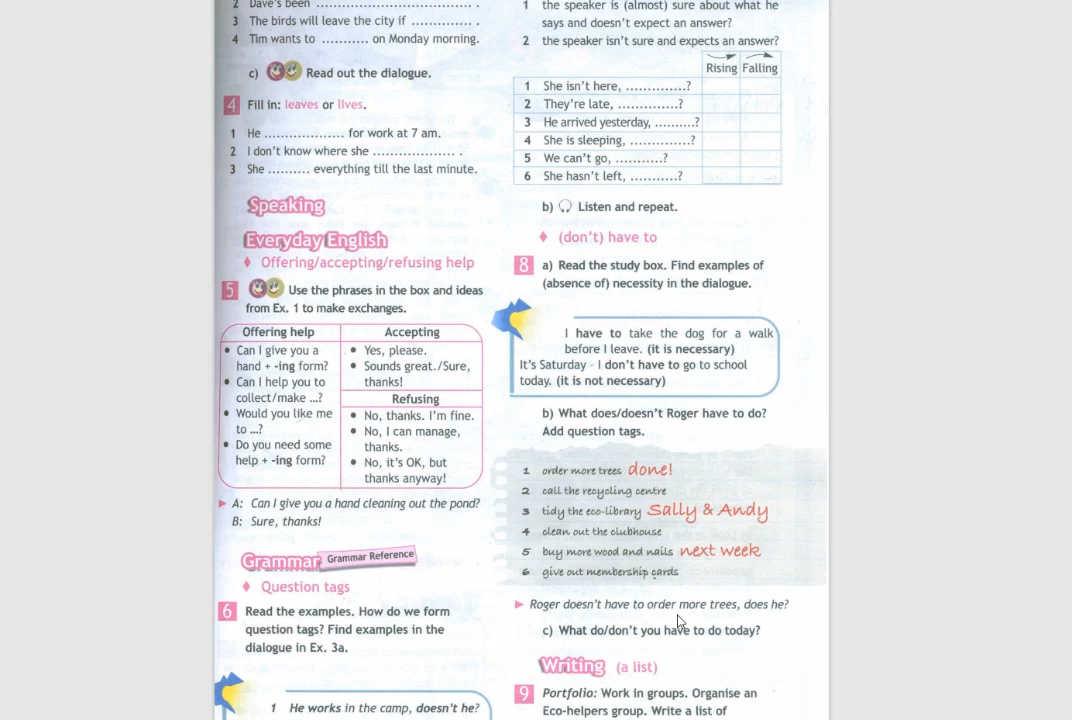 2 Dave's been .................................... .
3 The birds will leave the city if .............. .
4 Tim wants to ........... on Monday morning.
c) Read out the dialogue.
4 Fill in: leaves or lives.
1 He ................... for work at 7 am.
2 I don't know where she ................... .
3 She .......... everything till the last minute.
Speaking
Everyday English
♦ Offering/accepting/refusing help
5 Use the phrases in the box and ideas
from Ex. 1 to make exchanges.
Offering help
• Can I give you a
hand + -ing form?
• Can I help you to
collect/make ...?
• Would you like me
to ...?
• Do you need some
help + -ing form?
Accepting
• Yes, please.
• Sounds great./Sure,
thanks!
Refusing
• No, thanks. I'm fine.
• No, I can manage,
thanks.
• No, it's OK, but
thanks anyway!
► A: Can I give you a hand cleaning out the pond?
B: Sure, thanks!
Grammar Grammar Reference
♦ Question tags
6 Read the examples. How do we form
question tags? Find examples in the
dialogue in Ex. 3a.
1 He works in the camp, doesn't he?
1 the speaker is (almost) sure about what he
says and doesn't expect an answer?
2 the speaker isn't sure and expects an answer?
Rising Falling
1 She isn't here, ..............?
2 They're late, ..............?
3 He arrived yesterday, .........?
4 She is sleeping, ..............?
5 We can't go, ...........?
6 She hasn't left, ...........?
b) Listen and repeat.
♦ (don't) have to
8 a) Read the study box. Find examples of
(absence of) necessity in the dialogue.
I have to take the dog for a walk
before I leave. (it is necessary)
It's Saturday - I don't have to go to school
today. (it is not necessary)
b) What does/doesn't Roger have to do?
Add question tags.
1 order more trees done!
2 call the recycling centre
3 tidy the eco-library Sally & Andy
4 clean out the clubhouse
5 buy more wood and nails next week
6 give out membership cards
► Roger doesn't have to order more trees, does he?
c) What do/don't you have to do today?
Writing (a list)
9 Portfolio: Work in groups. Organise an
Eco-helpers group. Write a list of